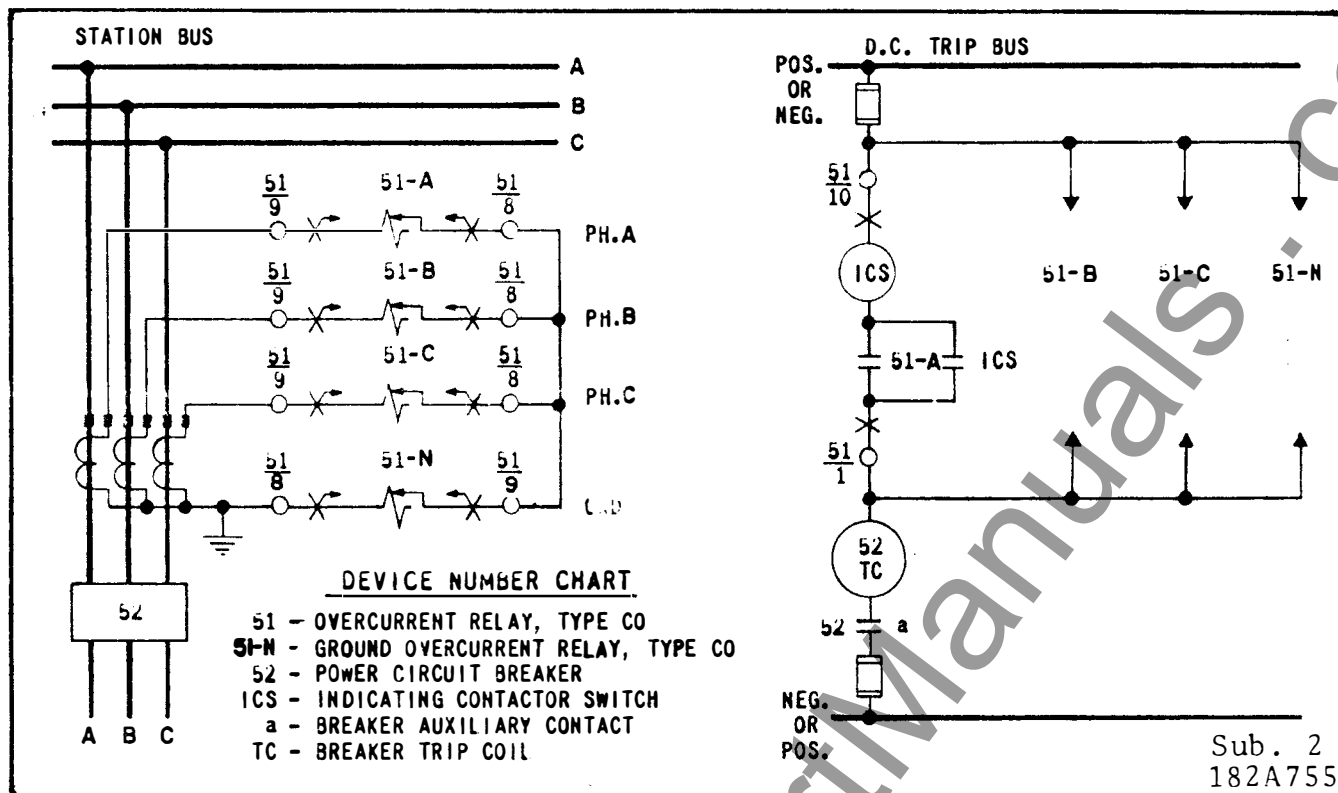 STATION BUS
A
B
C
51
9
51-A
51
8
PH.A
51
9
51-B
51
8
PH.B
51
9
51-C
51
8
PH.C
51
8
51-N
51
9
52
A B C
DEVICE NUMBER CHART
51 - OVERCURRENT RELAY, TYPE CO
51-N - GROUND OVERCURRENT RELAY, TYPE CO
52 - POWER CIRCUIT BREAKER
ICS - INDICATING CONTACTOR SWITCH
a - BREAKER AUXILIARY CONTACT
TC - BREAKER TRIP COIL
D.C. TRIP BUS
POS.
OR
NEG.
51
10
ICS
51-B 51-C 51-N
51-A ICS
51
1
52
TC
52 a
NEG.
OR
POS.
Sub. 2
182A755